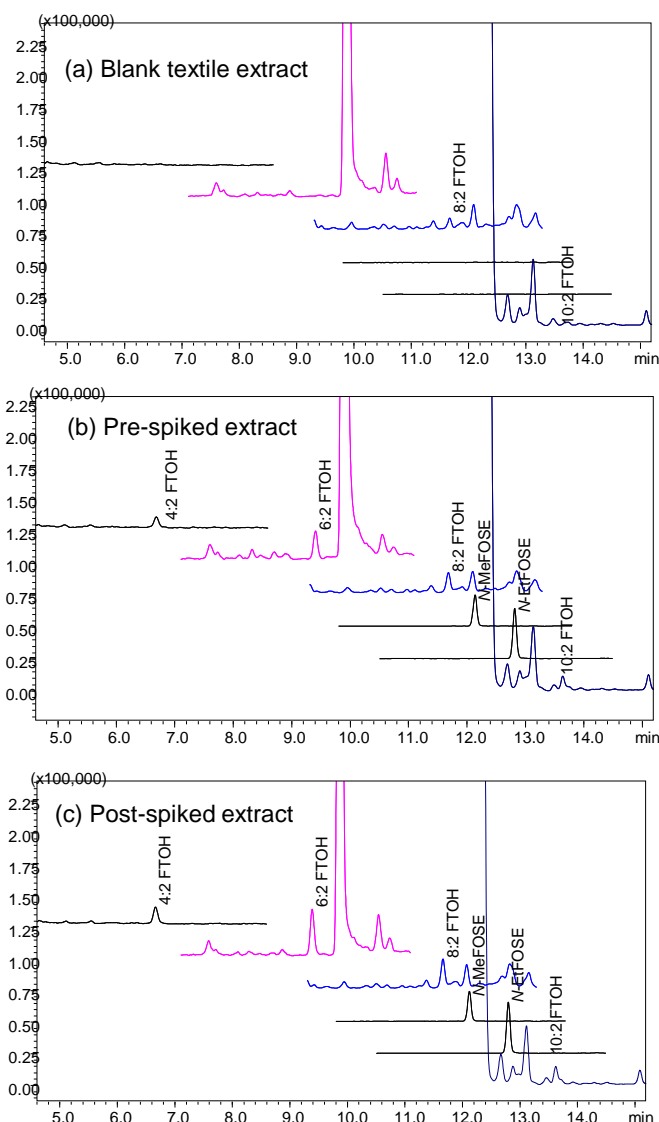 (x100,000)
(a) Blank textile extract
2.25
2.00
1.75
1.50
1.25
1.00
0.75
0.50
0.25
0.00
8:2 FTOH
10:2 FTOH
5.0 6.0 7.0 8.0 9.0 10.0 11.0 12.0 13.0 14.0 min
(x100,000)
(b) Pre-spiked extract
2.25
2.00
1.75
1.50
1.25
1.00
0.75
0.50
0.25
0.00
4:2 FTOH
6:2 FTOH
8:2 FTOH
N-MeFOSE
N-EtFOSE
10:2 FTOH
5.0 6.0 7.0 8.0 9.0 10.0 11.0 12.0 13.0 14.0 min
(x100,000)
(c) Post-spiked extract
2.25
2.00
1.75
1.50
1.25
1.00
0.75
0.50
0.25
0.00
4:2 FTOH
6:2 FTOH
8:2 FTOH
N-MeFOSE
N-EtFOSE
10:2 FTOH
5.0 6.0 7.0 8.0 9.0 10.0 11.0 12.0 13.0 14.0 min